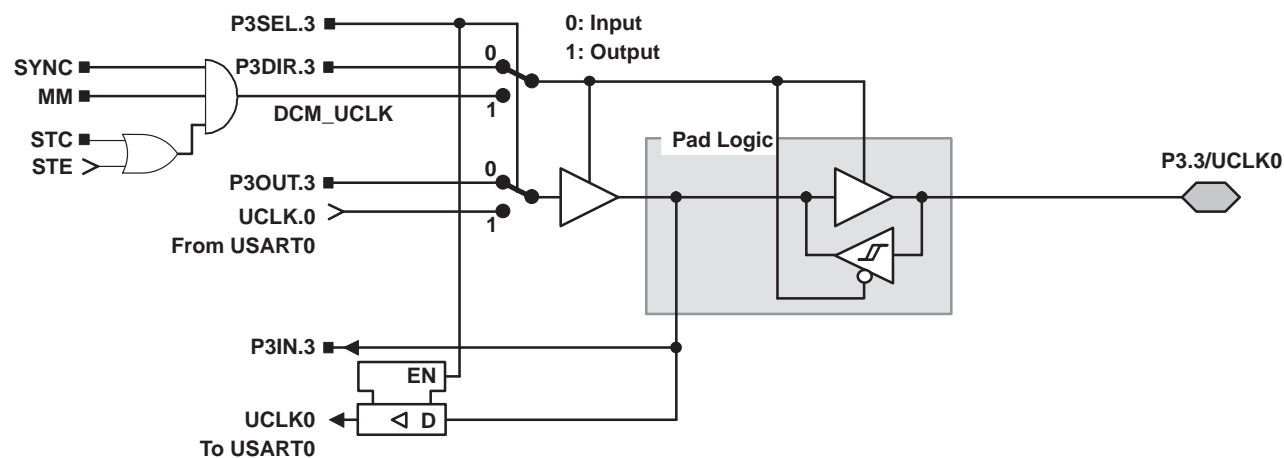 P3SEL.3
0: Input
1: Output
SYNC
P3DIR.3
0
MM
DCM_UCLK
1
STC
STE
Pad Logic
P3.3/UCLK0
P3OUT.3
0
UCLK.0
1
From USART0
P3IN.3
EN
UCLK0
D
To USART0